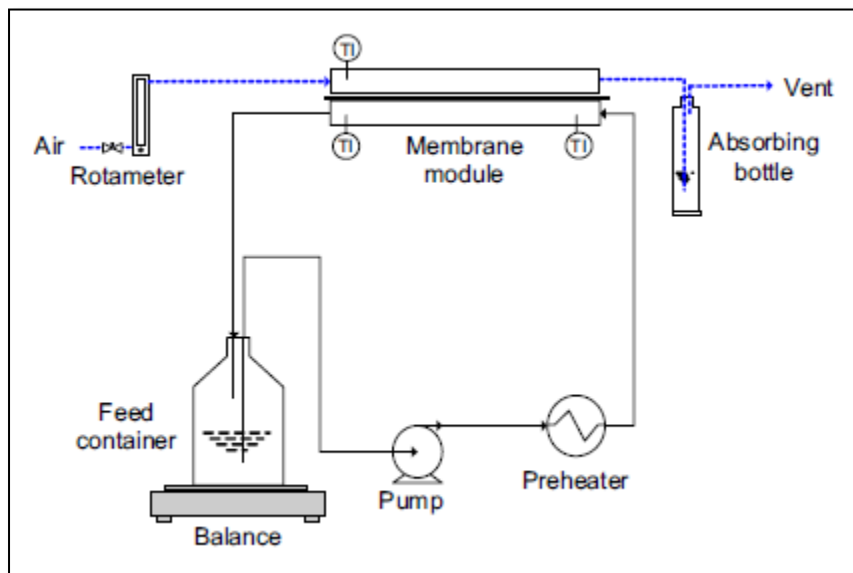 TI
Air
Rotameter
TI
TI
Membrane
module
Vent
Absorbing
bottle
Feed
container
Balance
Pump
Preheater